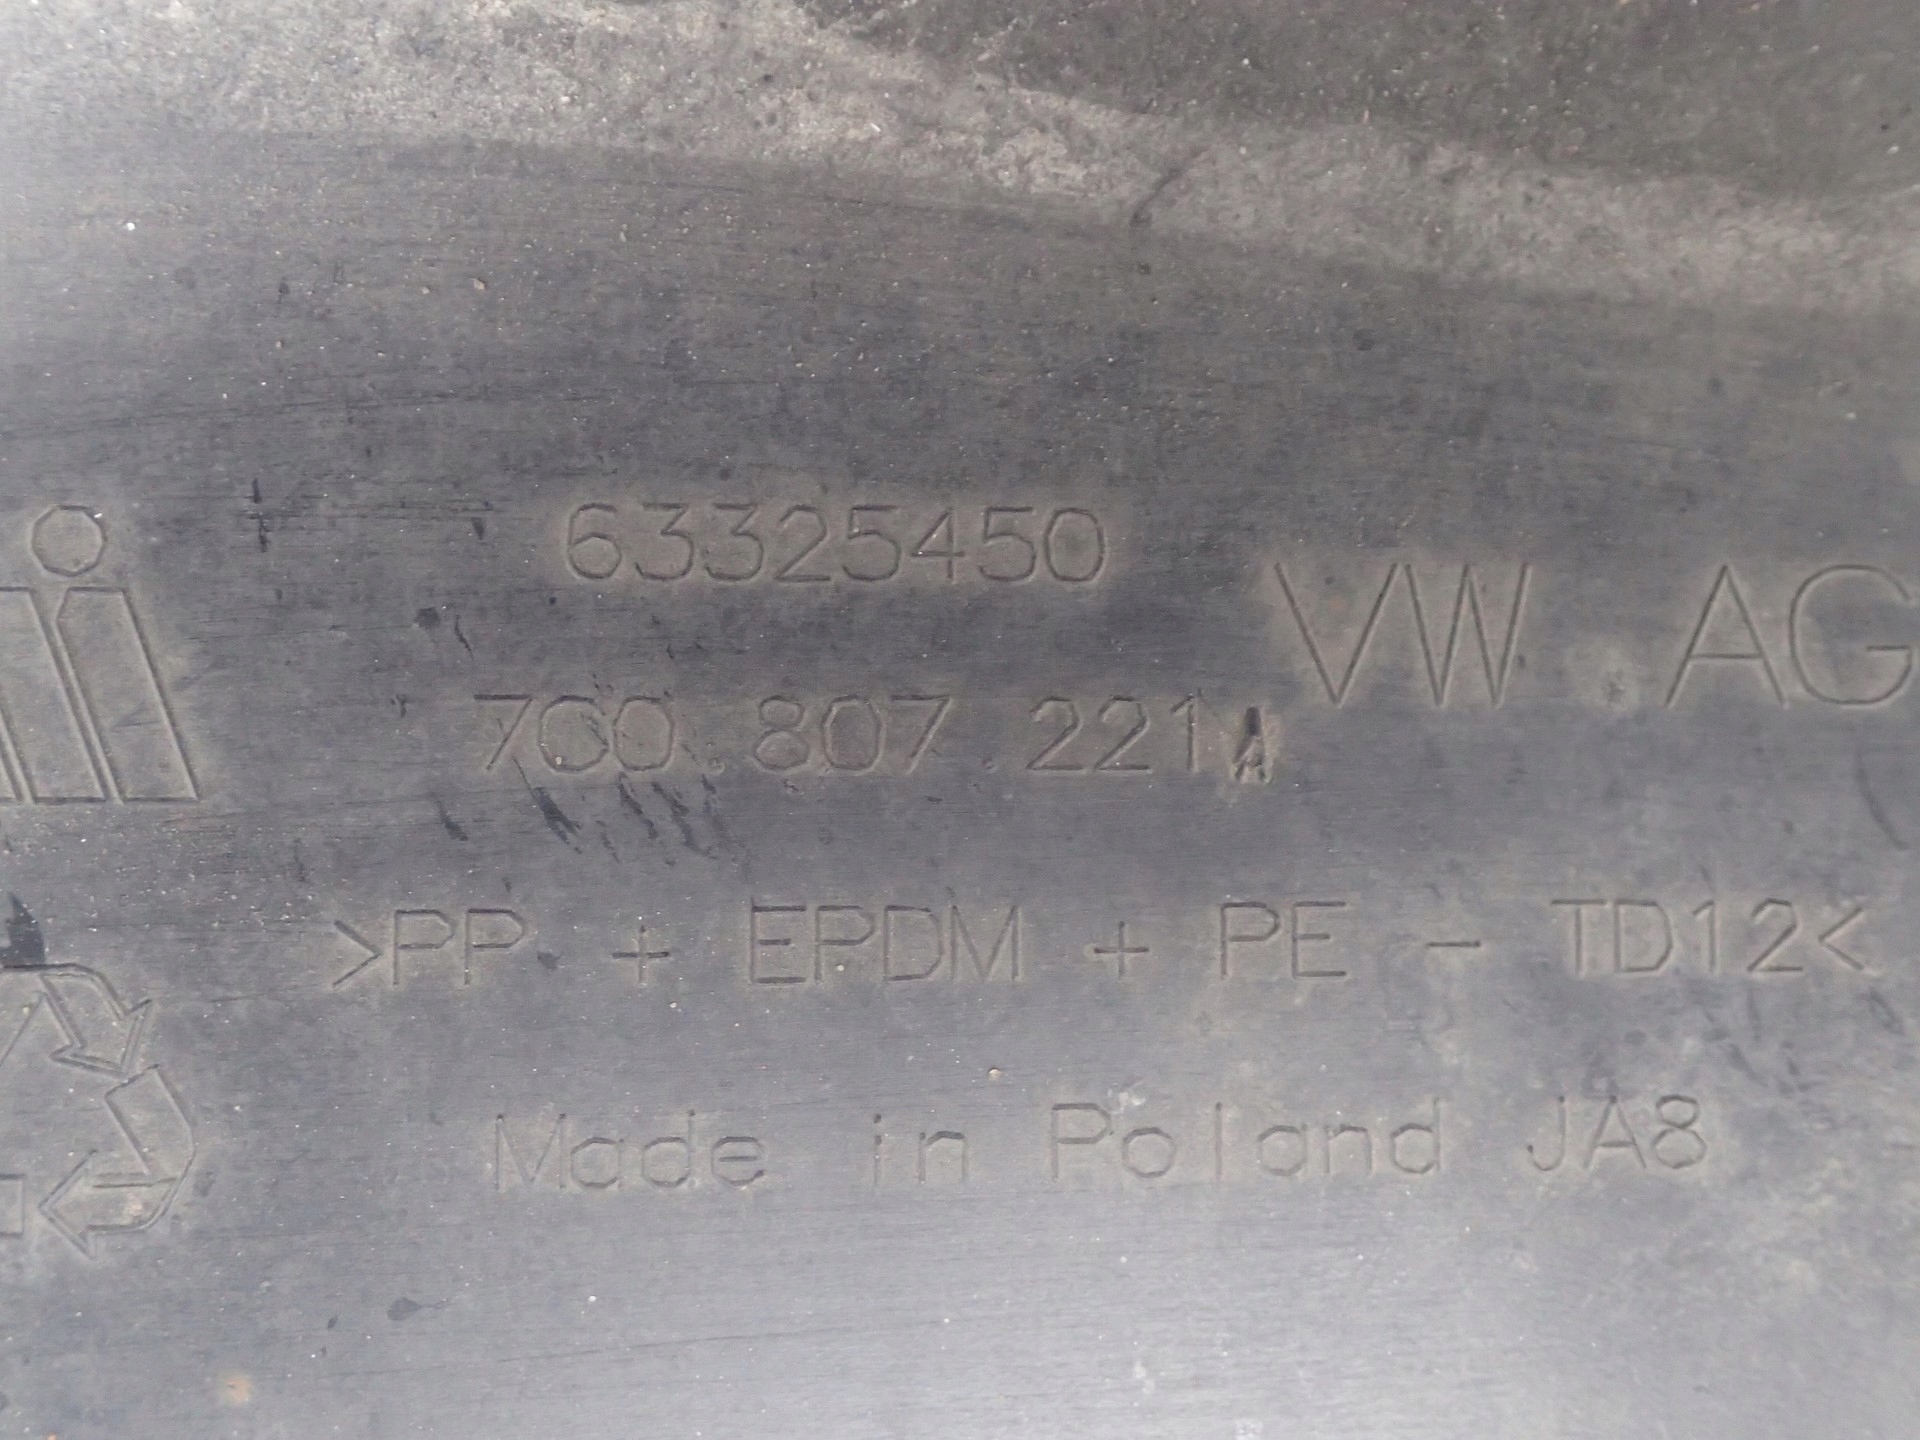 63325450
VW AG
7C0.807.221 A
>PP + EPDM + PE - TD12<
Made in Poland JA8